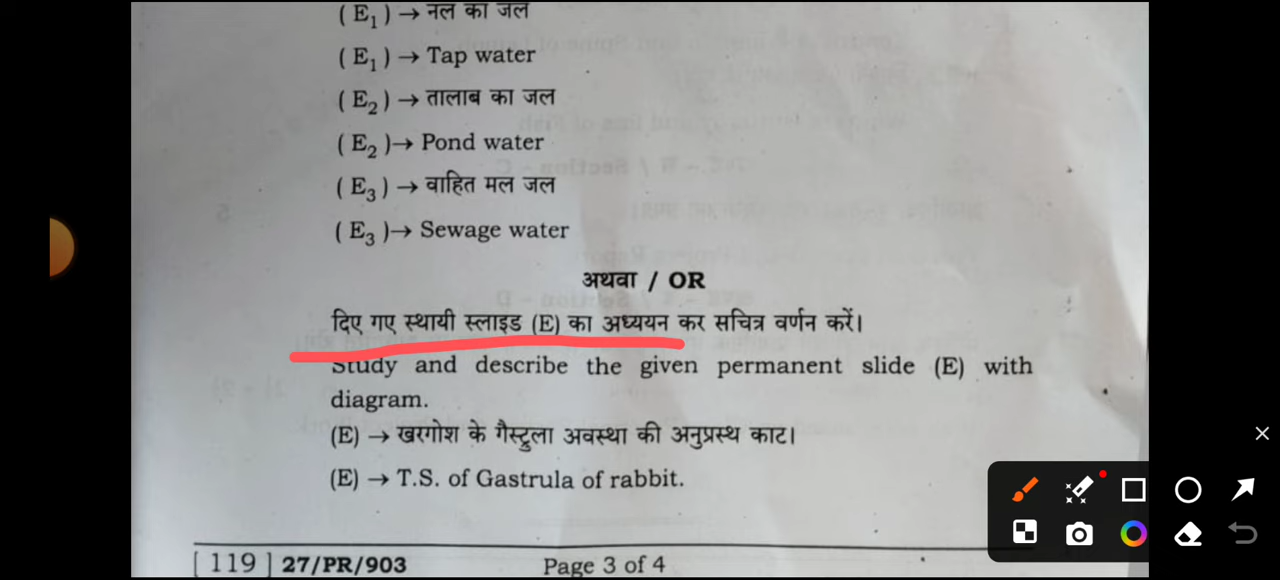 (E₁) → नल का जल
(E₁) → Tap water
(E₂) → तालाब का जल
(E₂)→ Pond water
(E₃) → वाहित मल जल
(E₃)→ Sewage water
अथवा / OR
दिए गए स्थायी स्लाइड (E) का अध्ययन कर सचित्र वर्णन करें।
Study and describe the given permanent slide (E) with
diagram.
(E) → खरगोश के गैस्ट्रुला अवस्था की अनुप्रस्थ काट।
(E) → T.S. of Gastrula of rabbit.
[ 119 ] 27/PR/903 Page 3 of 4